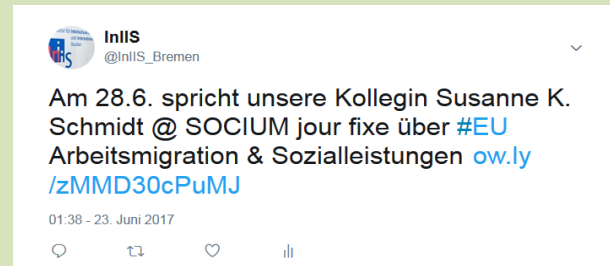 InIIS
@InIIS_Bremen
Am 28.6. spricht unsere Kollegin Susanne K.
Schmidt @ SOCIUM jour fixe über #EU
Arbeitsmigration & Sozialleistungen ow.ly
/zMMD30cPuMJ
01:38 - 23. Juni 2017